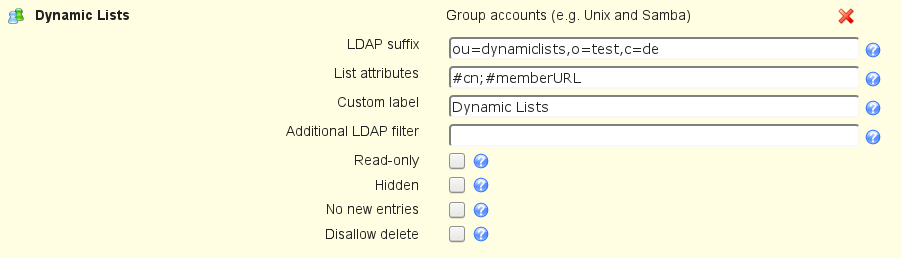 Dynamic Lists Group accounts (e.g. Unix and Samba)
LDAP suffix ou=dynamiclists,o=test,c=de
List attributes #cn;#memberURL
Custom label Dynamic Lists
Additional LDAP filter
Read-only
Hidden
No new entries
Disallow delete